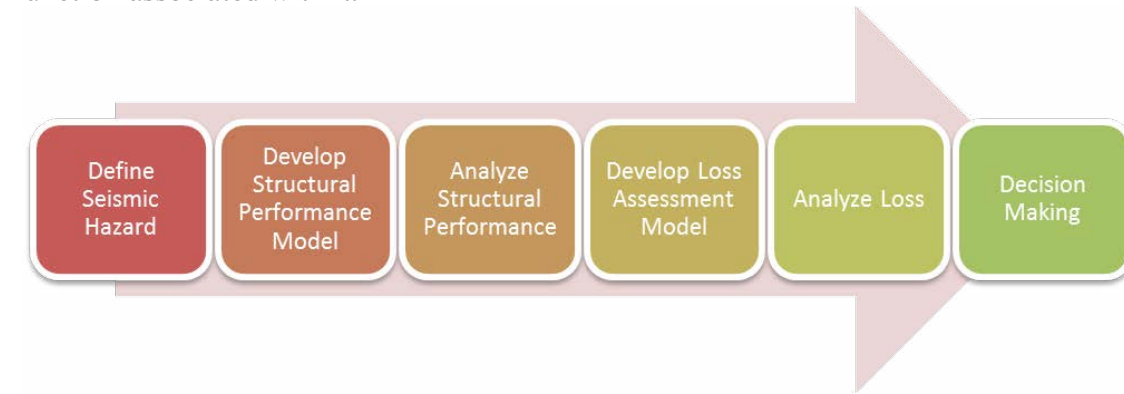 Define
Seismic
Hazard
Develop
Structural
Performance
Model
Analyze
Structural
Performance
Develop Loss
Assessment
Model
Analyze Loss
Decision
Making